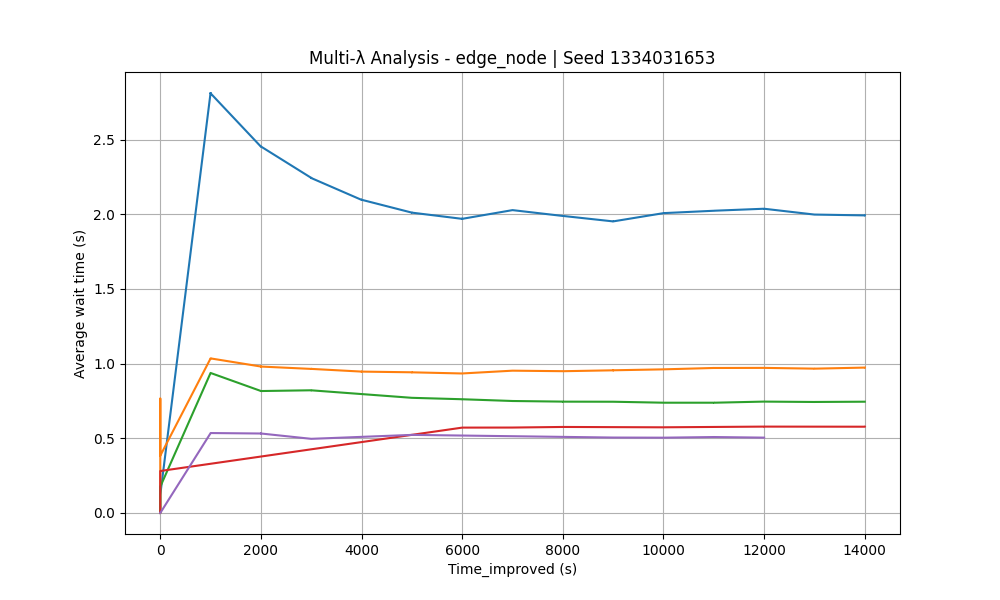 Multi-λ Analysis - edge_node | Seed 1334031653
Average wait time (s)
2.5
2.0
1.5
1.0
0.5
0.0
0 2000 4000 6000 8000 10000 12000 14000
Time_improved (s)